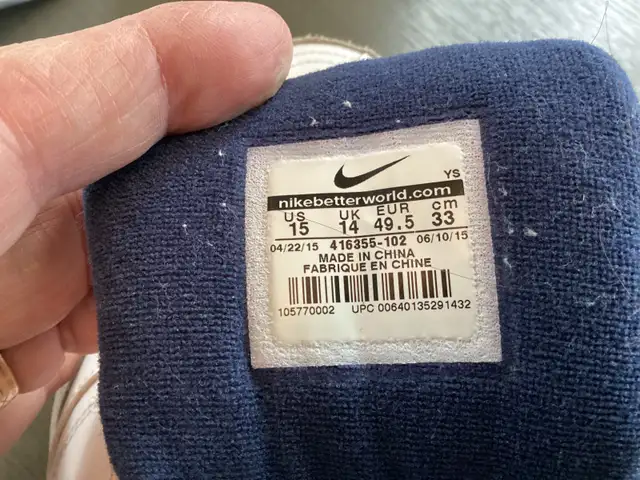 YS
nikebetterworld.com
US UK EUR cm
15 14 49.5 33
04/22/15 416355-102 06/10/15
MADE IN CHINA
FABRIQUE EN CHINE
105770002 UPC 00640135291432